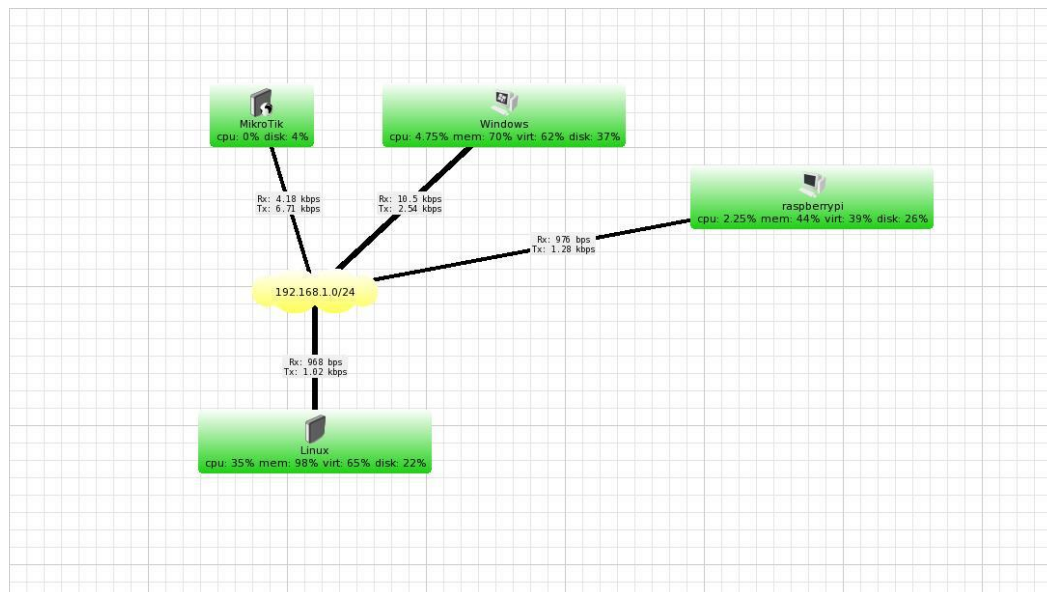 MikroTik
cpu: 0% disk: 4%
Windows
cpu: 4.75% mem: 70% virt: 62% disk: 37%
raspberrypi
cpu: 2.25% mem: 44% virt: 39% disk: 26%
Rx: 4.18 kbps
Tx: 6.71 kbps
Rx: 10.5 kbps
Tx: 2.54 kbps
Rx: 976 bps
Tx: 1.28 kbps
192.168.1.0/24
Rx: 968 bps
Tx: 1.02 kbps
Linux
cpu: 35% mem: 98% virt: 65% disk: 22%